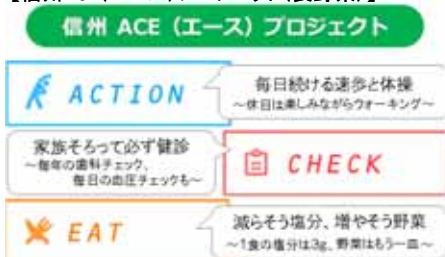 信州 ACE（エース）プロジェクト
ACTION
毎日続ける速歩と体操
～休日は楽しみながらウォーキング～
家族そろって必ず健診
～毎年の歯科チェック、
毎日の血圧チェックも～
CHECK
EAT
減らそう塩分、増やそう野菜
～1食の塩分は3g、野菜はもう一皿～